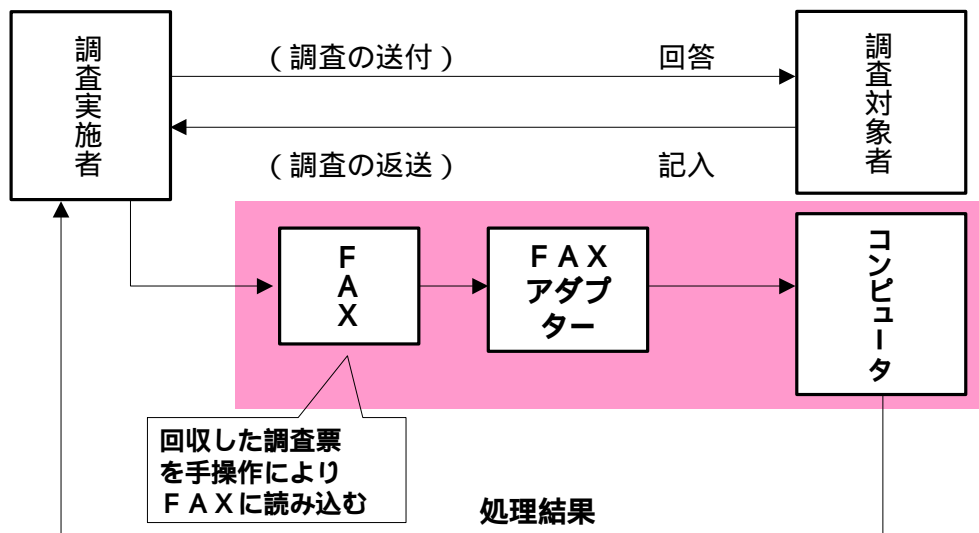 調査実施者
（調査の送付）
回答
調査対象者
（調査の返送）
記入
ＦＡＸ
ＦＡＸ
アダプ
ター
コンピュータ
回収した調査票
を手操作により
ＦＡＸに読み込む
処理結果